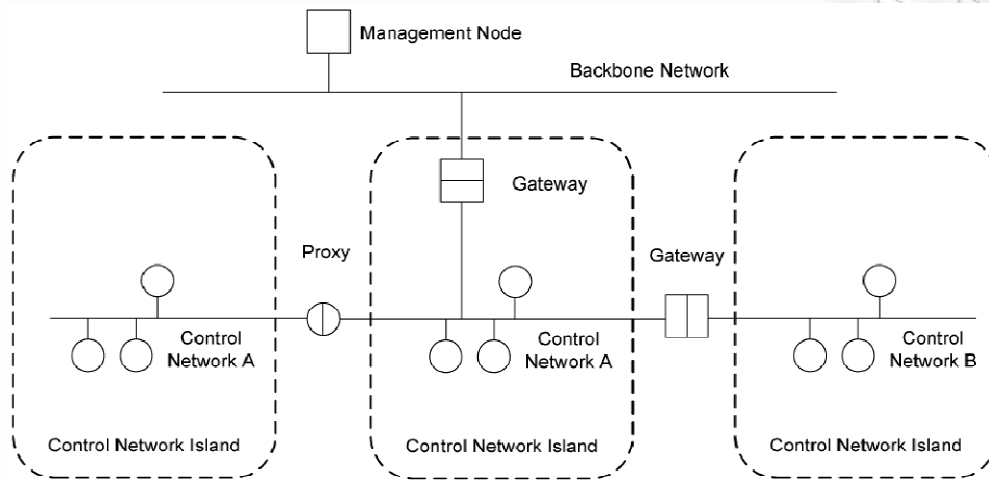 Management Node
Backbone Network
Gateway
Proxy
Gateway
Control
Network A
Control
Network A
Control
Network B
Control Network Island
Control Network Island
Control Network Island